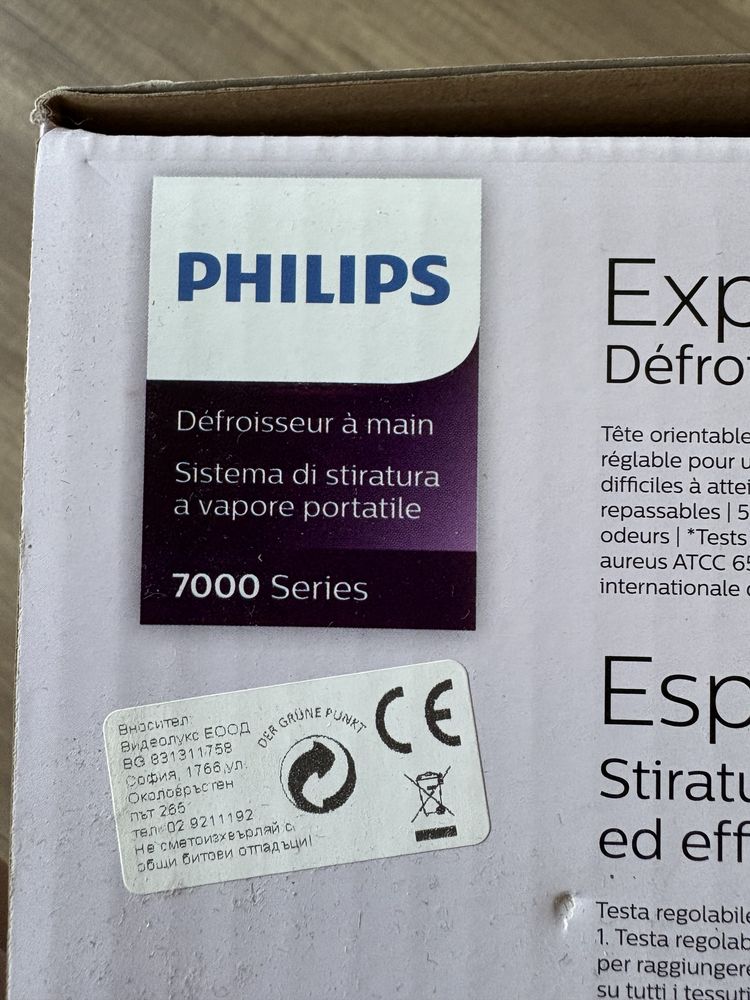 PHILIPS
Défroisseur à main
Sistema di stiratura
a vapore portatile
7000 Series
Вносител:
Видеолукс ЕООД
BG 831311758
София, 1766,ул.
Околовръстен
път 265
тел. 02 9211192
Не сметоизхвърляй с
общи битови отпадъци!
DER GRÜNE PUNKT
CE
Exp
Défro
Tête orientable
réglable pour u
difficiles à attei
repassables | 5
odeurs | *Tests
aureus ATCC 65
internationale
Esp
Stiratu
ed eff
Testa regolabile
1. Testa regolab
per raggiungere
su tutti i tessuti